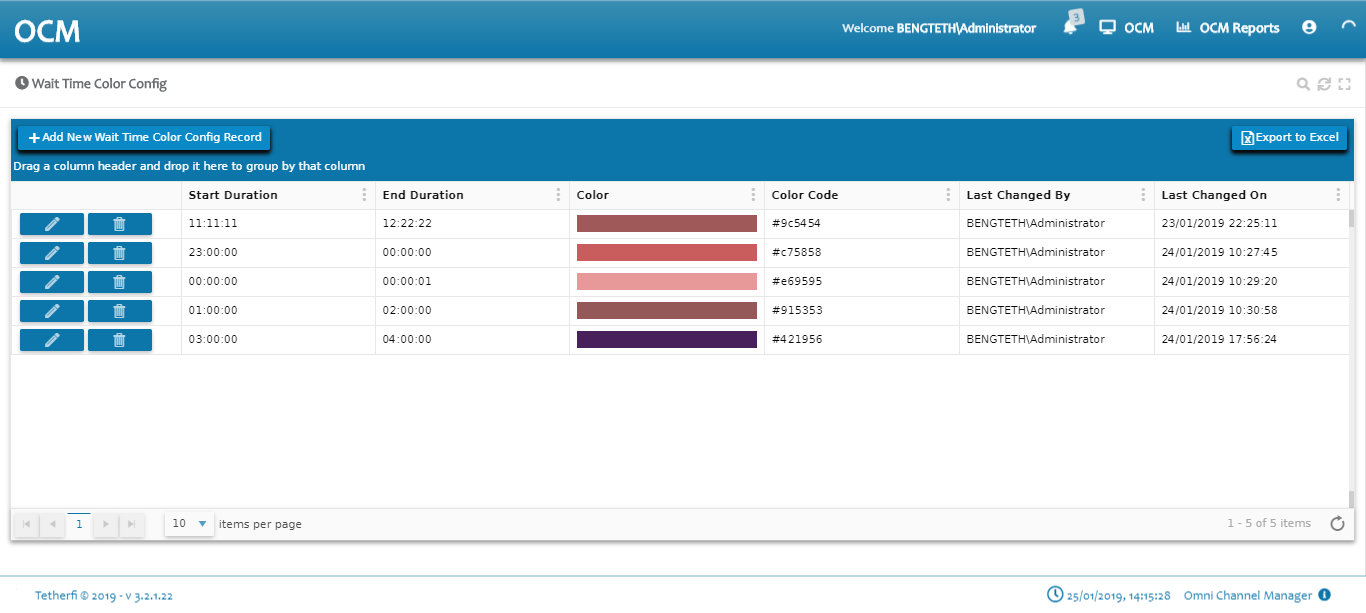 OCM
Welcome BENGTETH\Administrator
3
OCM
OCM Reports
Wait Time Color Config
Add New Wait Time Color Config Record
Export to Excel
Drag a column header and drop it here to group by that column
Start Duration End Duration Color Color Code Last Changed By Last Changed On
11:11:11 12:22:22 #9c5454 BENGTETH\Administrator 23/01/2019 22:25:11
23:00:00 00:00:00 #c75858 BENGTETH\Administrator 24/01/2019 10:27:45
00:00:00 00:00:01 #e69595 BENGTETH\Administrator 24/01/2019 10:29:20
01:00:00 02:00:00 #915353 BENGTETH\Administrator 24/01/2019 10:30:58
03:00:00 04:00:00 #421956 BENGTETH\Administrator 24/01/2019 17:56:24
1 10 items per page 1 - 5 of 5 items
Tetherfi © 2019 - v 3.2.1.22 25/01/2019, 14:15:28 Omni Channel Manager